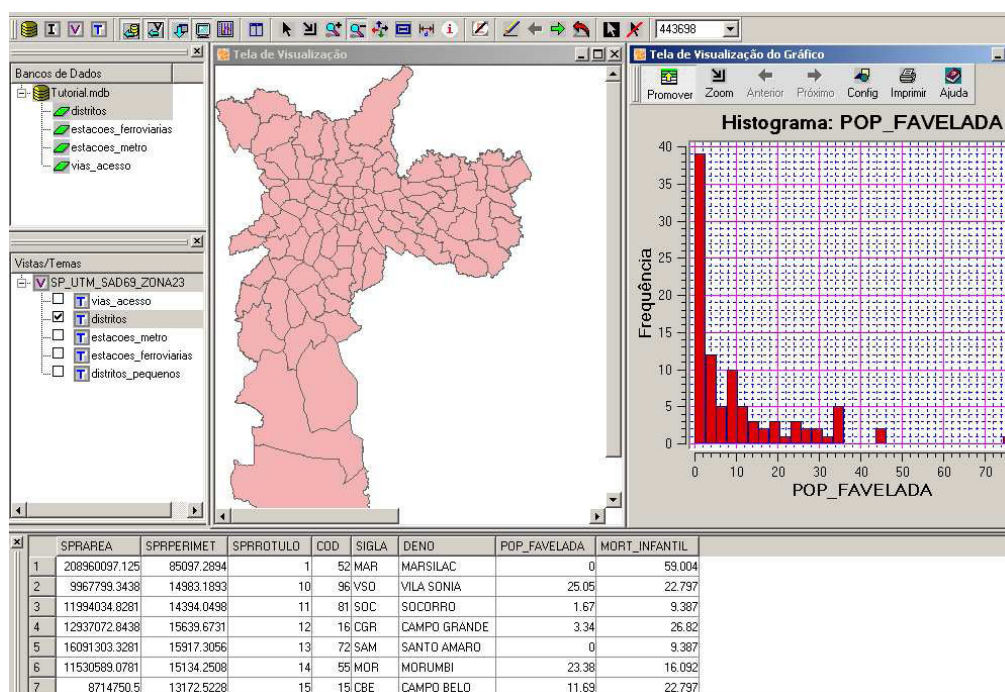 443698
Bancos de Dados
Tutorial.mdb
distritos
estacoes_ferroviarias
estacoes_metro
vias_acesso
Vistas/Temas
SP_UTM_SAD69_ZONA23
vias_acesso
distritos
estacoes_metro
estacoes_ferroviarias
distritos_pequenos
Tela de Visualização
Tela de Visualização do Gráfico
Promover Zoom Anterior Próximo Config Imprimir Ajuda
Histograma: POP_FAVELADA
Frequência
40
35
30
25
20
15
10
5
0
0 10 20 30 40 50 60 70
POP_FAVELADA
SPRAREA SPRPERIMET SPRROTULO COD SIGLA DENO POP_FAVELADA MORT_INFANTIL
1 208960097.125 85097.2894 1 52 MAR MARSILAC 0 59.004
2 9967799.3438 14983.1893 10 96 VSO VILA SONIA 25.05 22.797
3 11994034.8281 14394.0498 11 81 SOC SOCORRO 1.67 9.387
4 12937072.8438 15639.6731 12 16 CGR CAMPO GRANDE 3.34 26.82
5 16091303.3281 15917.3056 13 72 SAM SANTO AMARO 0 9.387
6 11530589.0781 15134.2508 14 55 MOR MORUMBI 23.38 16.092
7 8714750.5 13172.5228 15 15 CBE CAMPO BELO 11.69 22.797